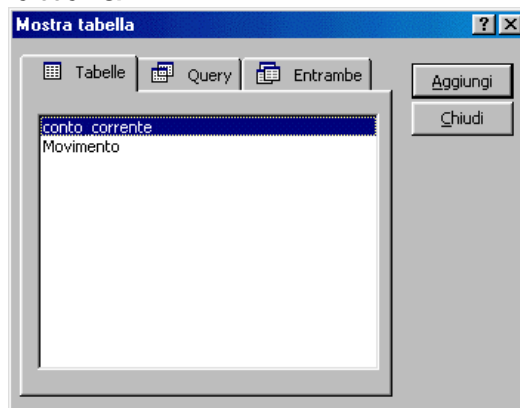 Mostra tabella
Tabelle Query Entrambe
Aggiungi
Chiudi
conto corrente
Movimento